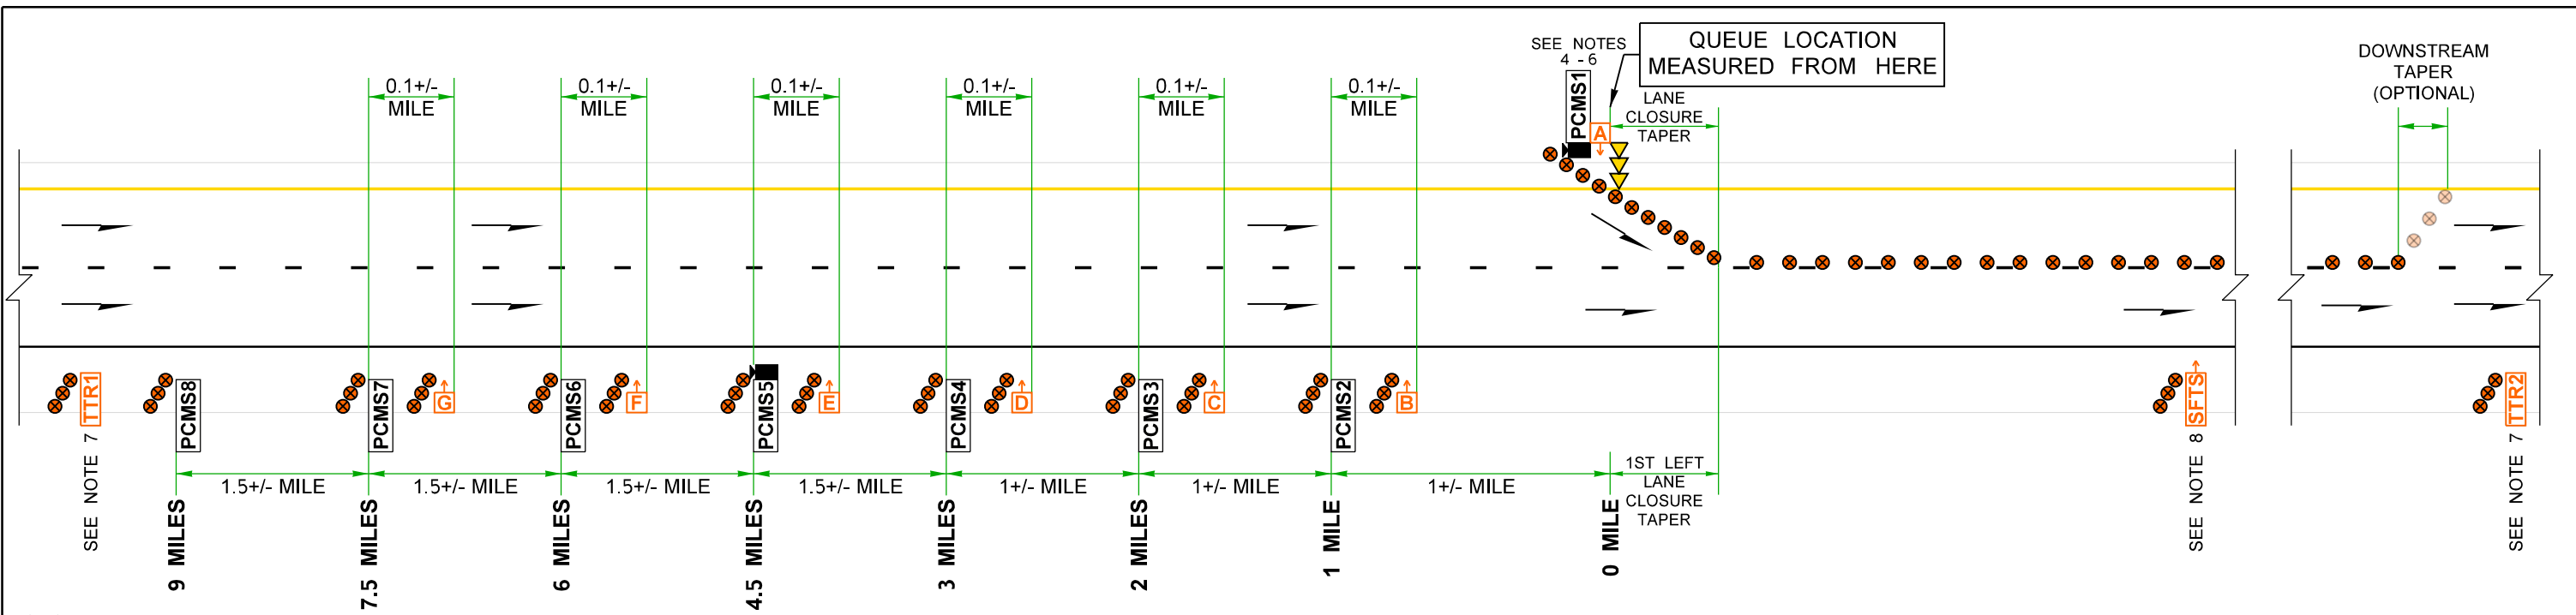 0.1+/-
MILE
0.1+/-
MILE
0.1+/-
MILE
0.1+/-
MILE
0.1+/-
MILE
0.1+/-
MILE
SEE NOTES
4 - 6
PCMS1
A
QUEUE LOCATION
MEASURED FROM HERE
LANE
CLOSURE
TAPER
DOWNSTREAM
TAPER
(OPTIONAL)
TTR1
PCMS8
PCMS7
G
PCMS6
F
PCMS5
E
PCMS4
D
PCMS3
C
PCMS2
B
SFTS
TTR2
SEE NOTE 7
1.5+/- MILE
1.5+/- MILE
1.5+/- MILE
1.5+/- MILE
1+/- MILE
1+/- MILE
1+/- MILE
1ST LEFT
LANE
CLOSURE
TAPER
SEE NOTE 8
SEE NOTE 7
9 MILES
7.5 MILES
6 MILES
4.5 MILES
3 MILES
2 MILES
1 MILE
0 MILE